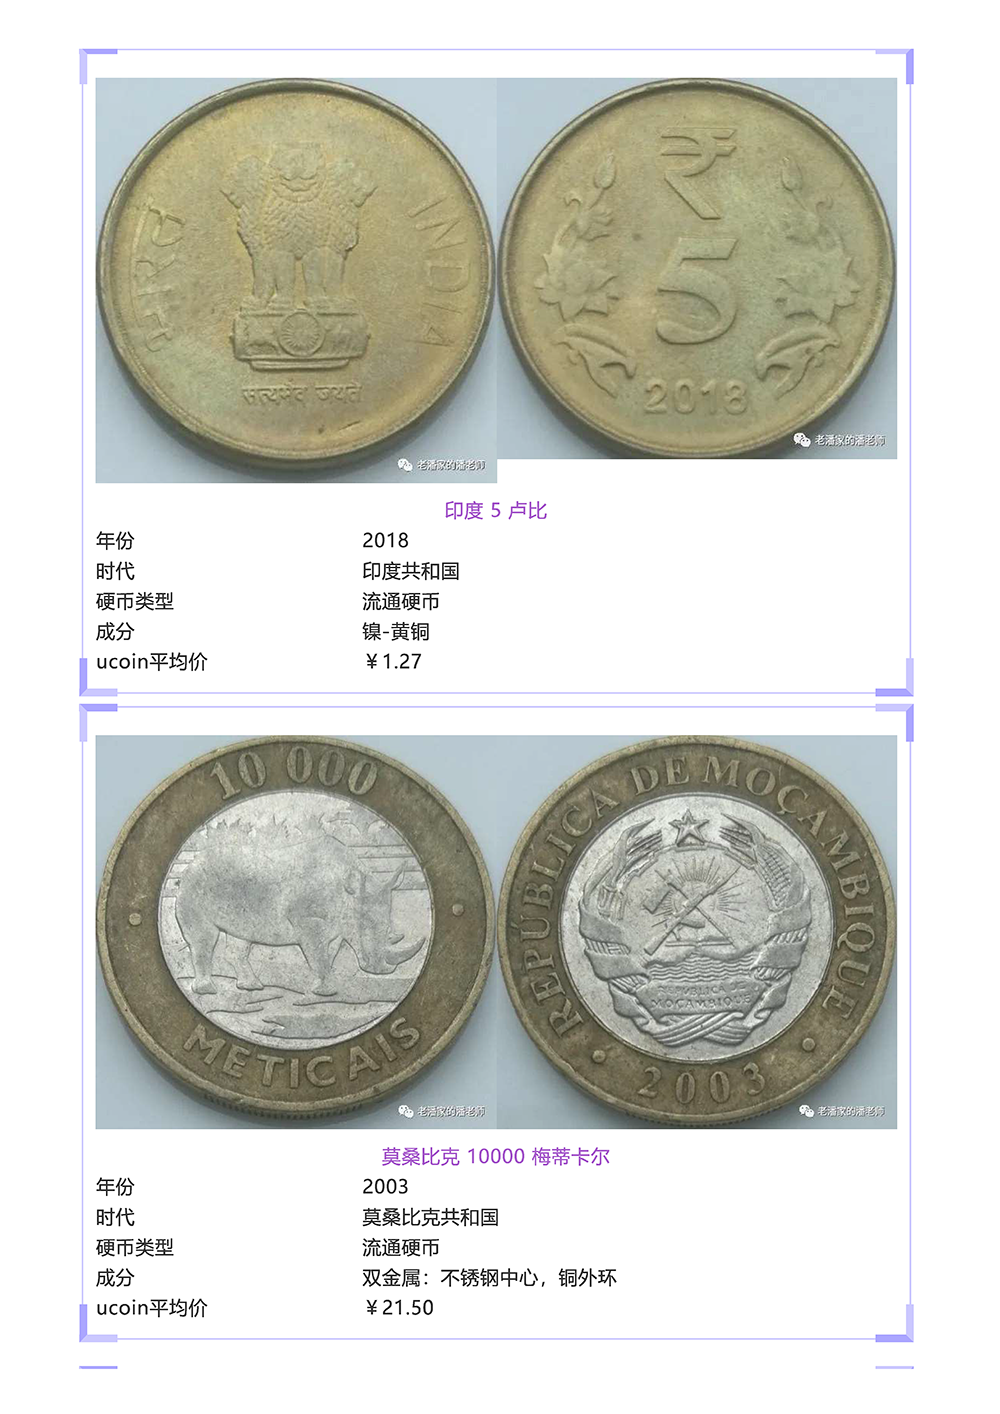 भारत
INDIA
सत्यमेव जयते
₹
5
2018
老潘家的潘老师
老潘家的潘老师
印度 5 卢比
年份 2018
时代 印度共和国
硬币类型 流通硬币
成分 镍-黄铜
ucoin平均价 ￥1.27
10 000
METICAIS
REPÚBLICA DE MOÇAMBIQUE
REPUBLICA DE
MOÇAMBIQUE
2003
老潘家的潘老师
老潘家的潘老师
莫桑比克 10000 梅蒂卡尔
年份 2003
时代 莫桑比克共和国
硬币类型 流通硬币
成分 双金属：不锈钢中心，铜外环
ucoin平均价 ￥21.50